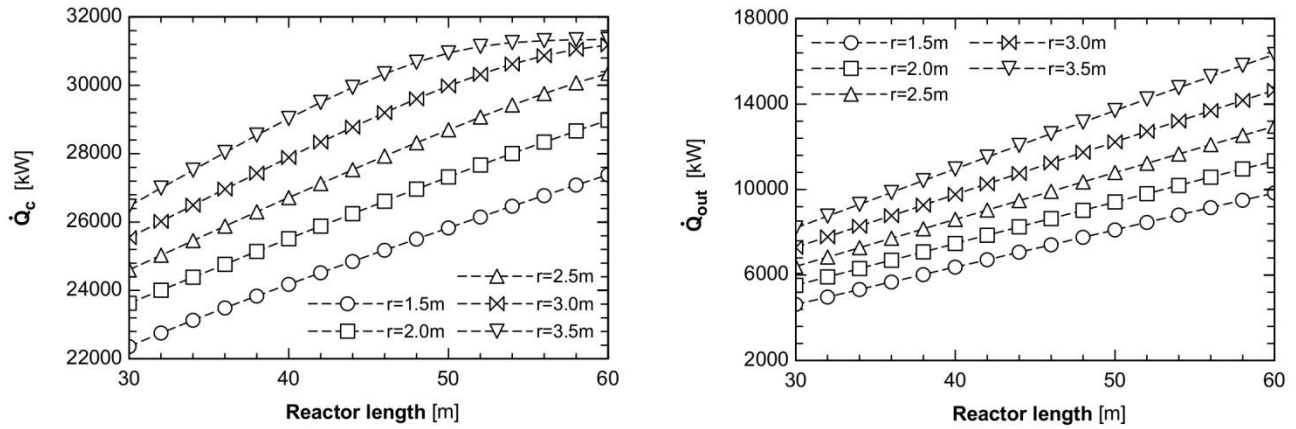 32000
30000
28000
26000
24000
22000
Q̇c [kW]
r=2.5m
r=1.5m r=3.0m
r=2.0m r=3.5m
30 40 50 60
Reactor length [m]
18000
14000
10000
6000
2000
Q̇out [kW]
r=1.5m r=3.0m
r=2.0m r=3.5m
r=2.5m
30 40 50 60
Reactor length [m]